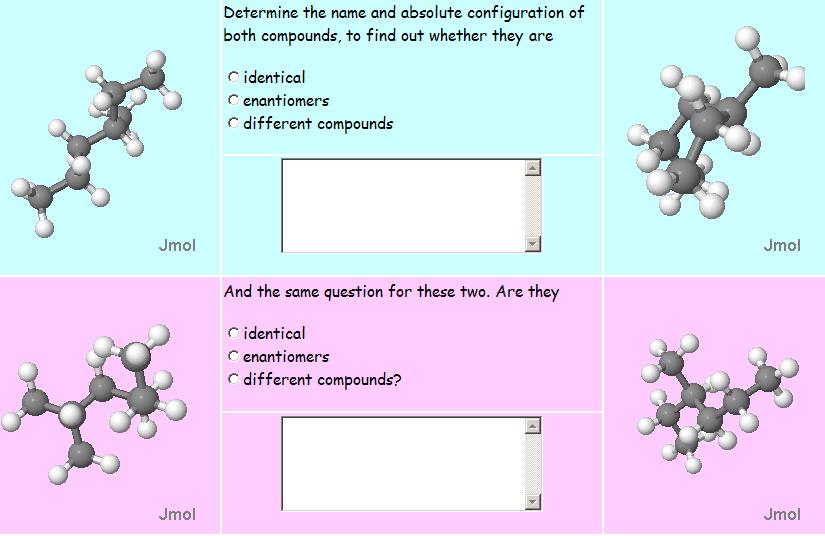 Determine the name and absolute configuration of
both compounds, to find out whether they are
identical
enantiomers
different compounds
Jmol
Jmol
And the same question for these two. Are they
identical
enantiomers
different compounds?
Jmol
Jmol